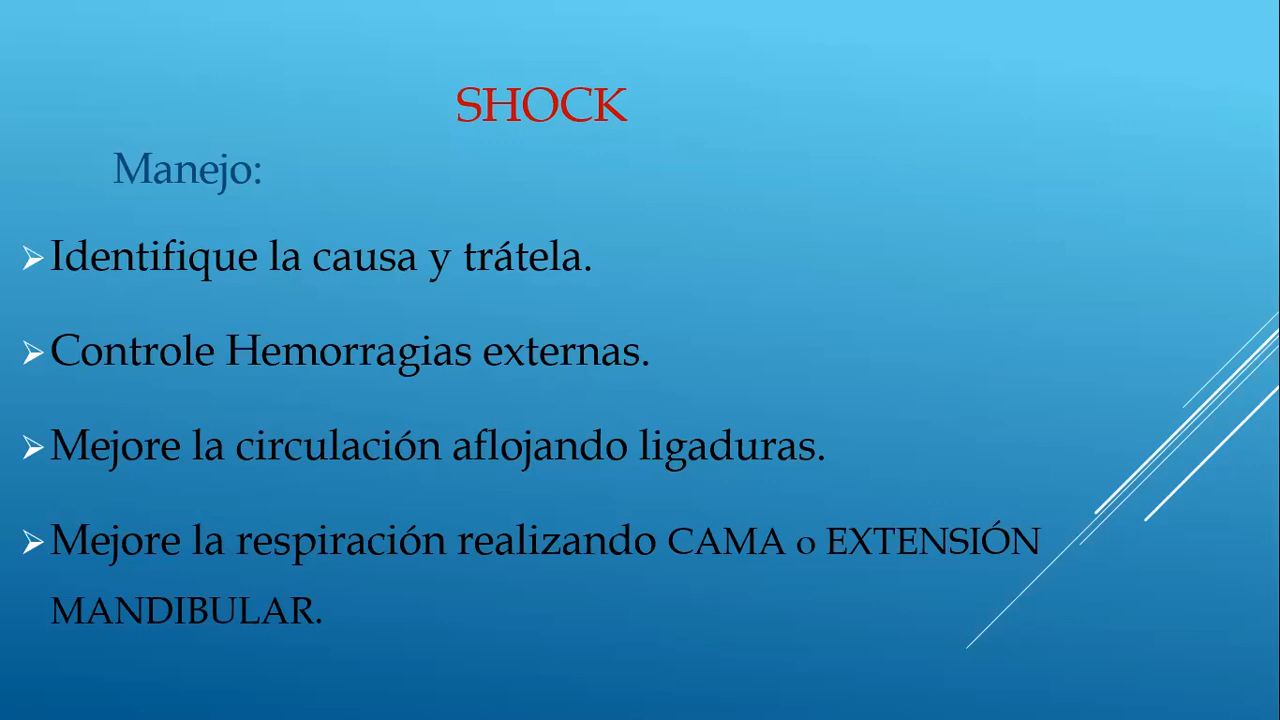 SHOCK
Manejo:
Identifique la causa y trátela.
Controle Hemorragias externas.
Mejore la circulación aflojando ligaduras.
Mejore la respiración realizando CAMA o EXTENSIÓN
MANDIBULAR.